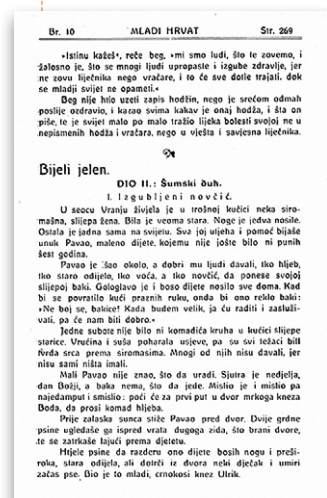 Br. 10 MLADI HRVAT Str. 269
»Istinu kažeš«, reče beg, »mi smo ludi, što te zovemo, i
žalosno je, što se mnogi ljudi upropaste i izgube zdravlje, jer
ne zovu liječnika nego vračare, i to će sve dotle trajati, dok
se mladji svijet ne opameti.«
Beg nije htio uzeti zapis hodžin, nego je srećom odmah
poslije ozdravio, i kazao svima kakav je onaj hodža, i šta on
piše, te je svijet malo po malo tražio lijeka bolesti svojoj ne u
nepismenih hodža i vračara, nego u vješta i savjesna liječnika.
Bijeli jelen.
DIO II.: Šumski duh.
I. Izgubljeni novčić.
U seocu Vranju živjela je u trošnoj kućici neka siro-
mašna, slijepa žena. Bila je veoma stara. Noge je jedva nosile.
Ostala je jadna sama na svijetu. Sva joj utjeha i pomoć bijaše
unuk Pavao, maleno dijete, kojemu nije jošte bilo ni punih
šest godina.
Pavao je išao okolo, a dobri mu ljudi davali, tko hljeb,
tko staro odijelo, tko voća, a tko novčić, da ponese svojoj
slijepoj baki. Gologlavo je i boso dijete nosilo sve doma. Kad
bi se povratilo kući praznih ruku, onda bi ono reklo baki:
»Ne boj se, bakice! Kada budem velik, ja ću raditi i zasluži-
vati, pa će nam biti dobro.«
Jedne subote nije bilo ni komadića kruha u kućici slijepe
starice. Vrućina i suša poharala usjeve, pa su svi težaci bili
tvrda srca prema siromasima. Mnogi od njih nisu davali, jer
nisu sami ništa imali.
Mali Pavao nije znao, što da uradi. Sjutra je nedjelja,
dan Božji, a baka nema, što da jede. Mislio je i mislio pa
najedamput i smislio: poći će za prvi put u dvor mrkoga kneza
Boda, da prosi komad hljeba.
Prije zalaska sunca stiže Pavao pred dvor. Dvije grdne
psine ugledaše ga ispred vrata dugoga zida, što brani dvore,
te se zatrkaše lajući prema djetetu.
Htjele psine da razderu ono dijete bosih nogu i preši-
roka, stara odijela, ali dotrči iz dvora neki dječak i umiri
začas pse. Bio je to mladi, crnokosi knez Ulrik.